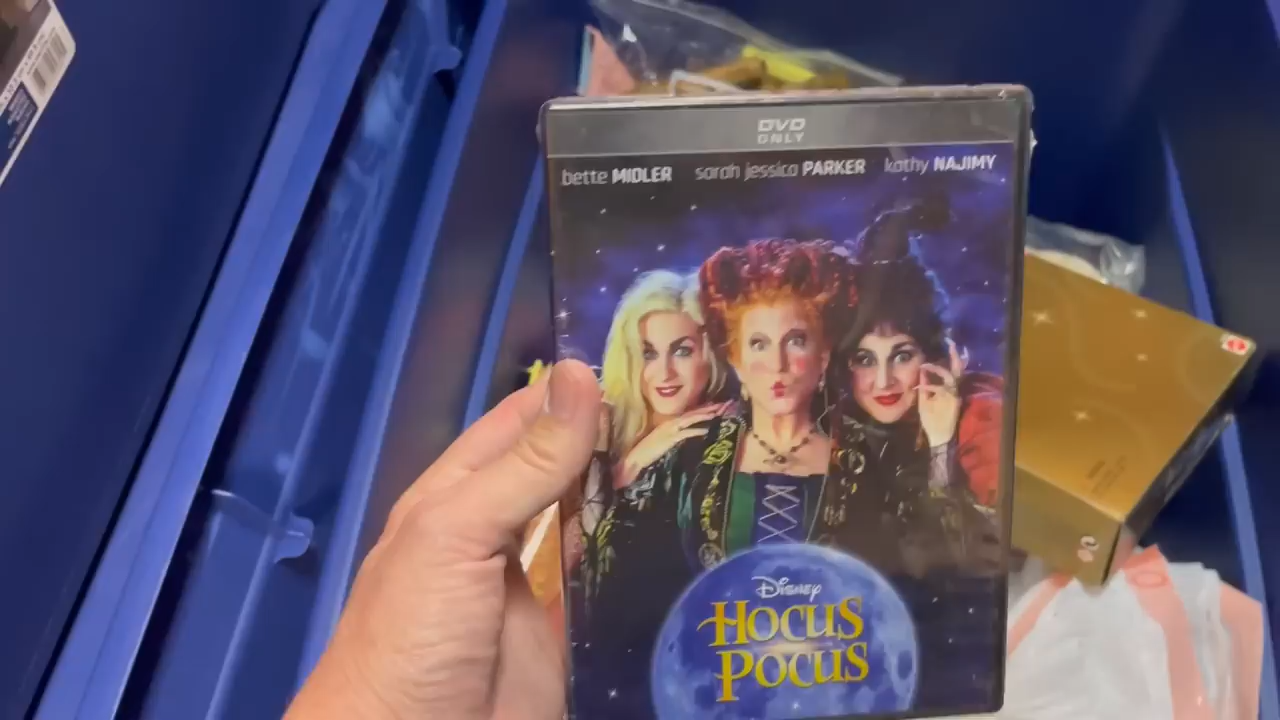 DVD
ONLY
bette MIDLER sarah jessica PARKER kathy NAJIMY
DISNEY
HOCUS
POCUS